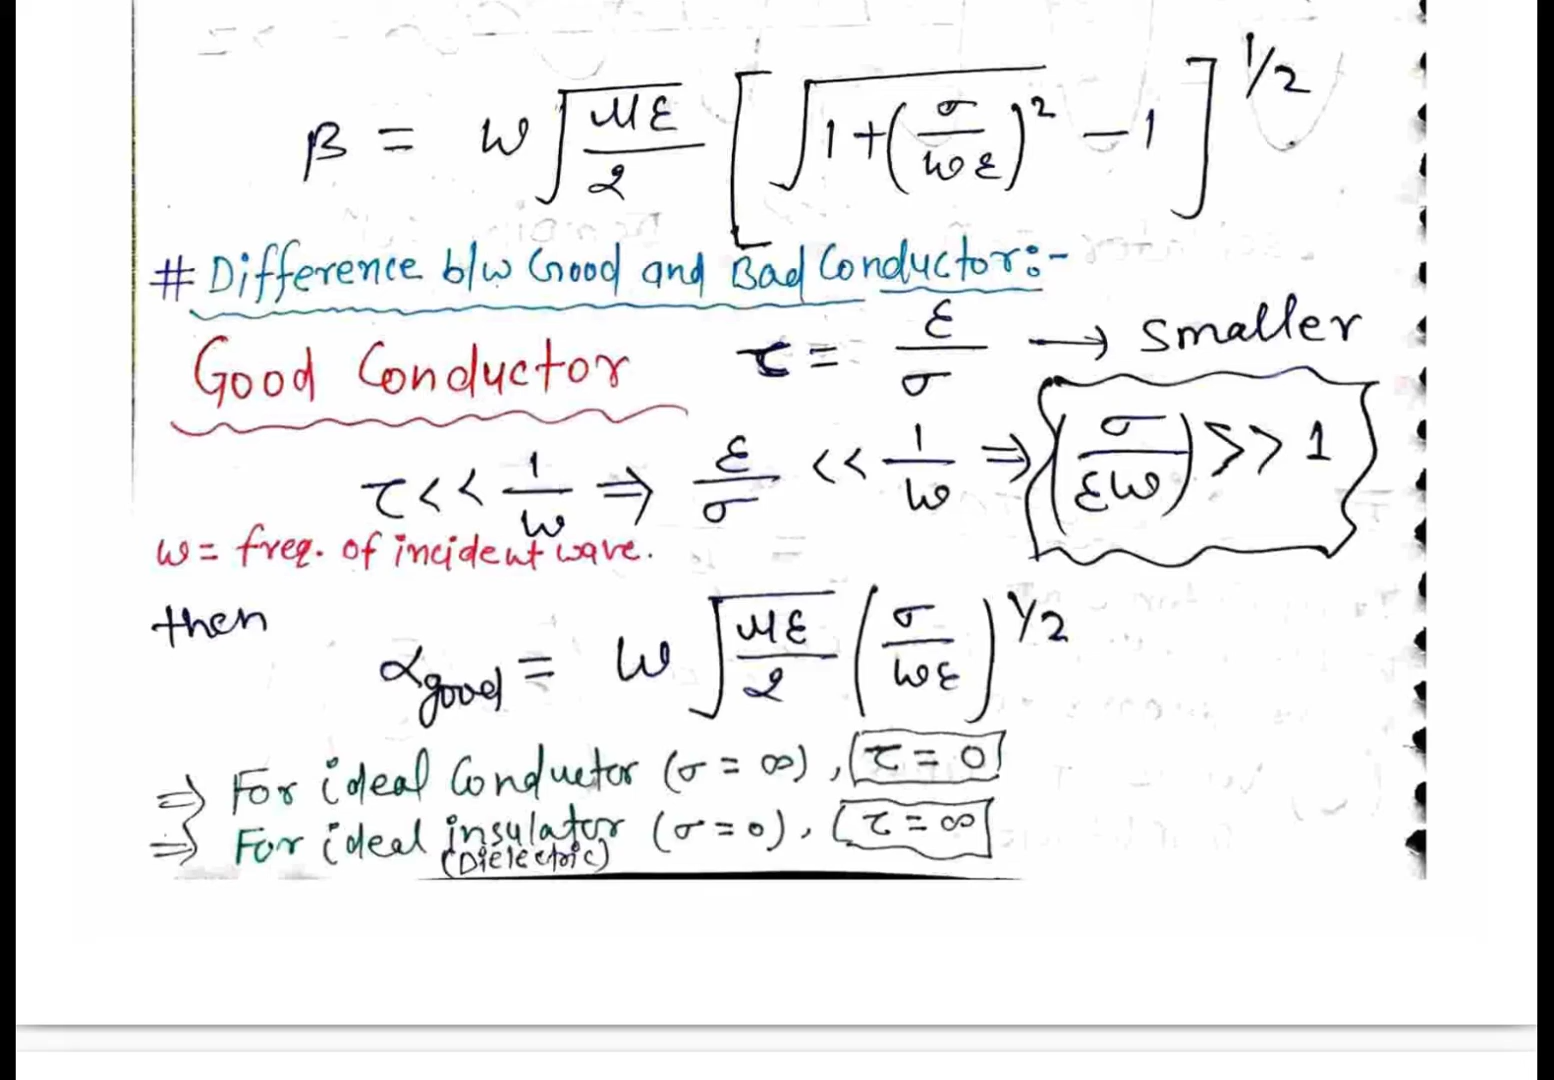 β = ω √(με/2) [√(1+(σ/ωε)²) − 1]^1/2
# Difference b/w Good and Bad Conductor:-
Good Conductor τ = ε/σ → smaller
τ << 1/ω ⇒ ε/σ << 1/ω ⇒ (σ/εω) >> 1
ω = freq. of incident wave.
then
α good = ω √(με/2) (σ/ωε)^1/2
⇒ For ideal Conductor (σ = ∞), τ = 0
⇒ For ideal insulator (σ = 0), τ = ∞
(Dielectric)